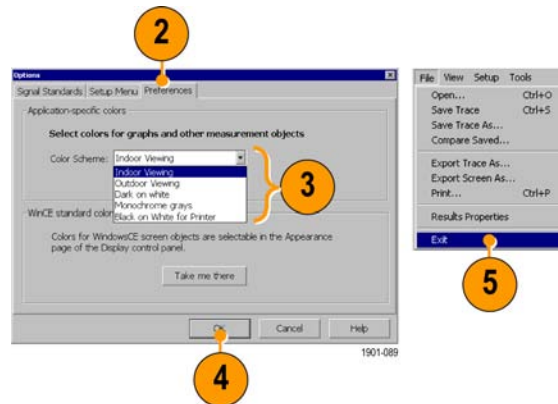 2
Options
Signal Standards Setup Menu Preferences
Application-specific colors
Select colors for graphs and other measurement objects
Color Scheme: Indoor Viewing
Indoor Viewing
Outdoor Viewing
Dark on white
Monochrome grays
Black on White for Printer
3
WinCE standard color
Colors for WindowsCE screen objects are selectable in the Appearance
page of the Display control panel.
Take me there
OK Cancel Help
1901-089
4
File View Setup Tools
Open... Ctrl+O
Save Trace Ctrl+S
Save Trace As...
Compare Saved...
Export Trace As...
Export Screen As...
Print... Ctrl+P
Results Properties
Exit
5